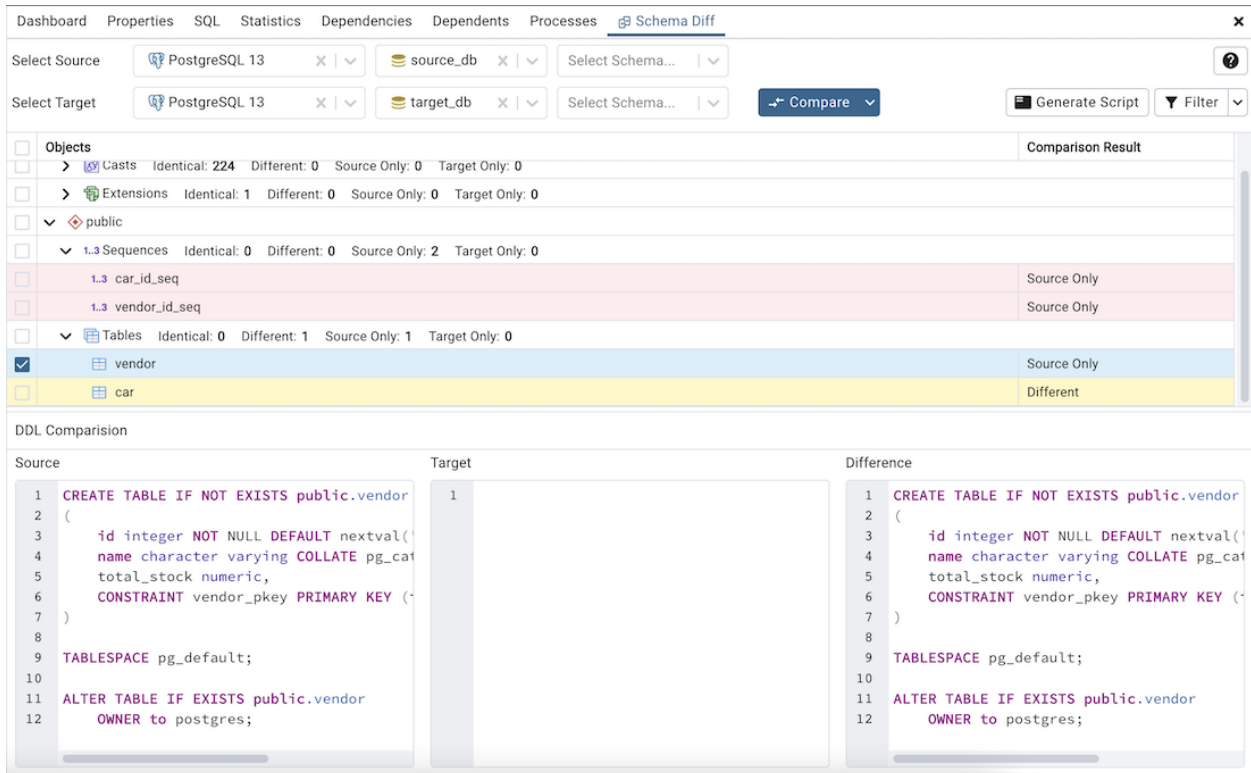 Dashboard Properties SQL Statistics Dependencies Dependents Processes Schema Diff
Select Source PostgreSQL 13 source_db Select Schema...
Select Target PostgreSQL 13 target_db Select Schema... Compare Generate Script Filter
Objects Comparison Result
Casts Identical: 224 Different: 0 Source Only: 0 Target Only: 0
Extensions Identical: 1 Different: 0 Source Only: 0 Target Only: 0
public
1..3 Sequences Identical: 0 Different: 0 Source Only: 2 Target Only: 0
1..3 car_id_seq Source Only
1..3 vendor_id_seq Source Only
Tables Identical: 0 Different: 1 Source Only: 1 Target Only: 0
vendor Source Only
car Different
DDL Comparision
Source
1 CREATE TABLE IF NOT EXISTS public.vendor
2 (
3 id integer NOT NULL DEFAULT nextval('
4 name character varying COLLATE pg_cat
5 total_stock numeric,
6 CONSTRAINT vendor_pkey PRIMARY KEY (
7 )
8
9 TABLESPACE pg_default;
10
11 ALTER TABLE IF EXISTS public.vendor
12 OWNER to postgres;
Target
1
Difference
1 CREATE TABLE IF NOT EXISTS public.vendor
2 (
3 id integer NOT NULL DEFAULT nextval('
4 name character varying COLLATE pg_cat
5 total_stock numeric,
6 CONSTRAINT vendor_pkey PRIMARY KEY (
7 )
8
9 TABLESPACE pg_default;
10
11 ALTER TABLE IF EXISTS public.vendor
12 OWNER to postgres;